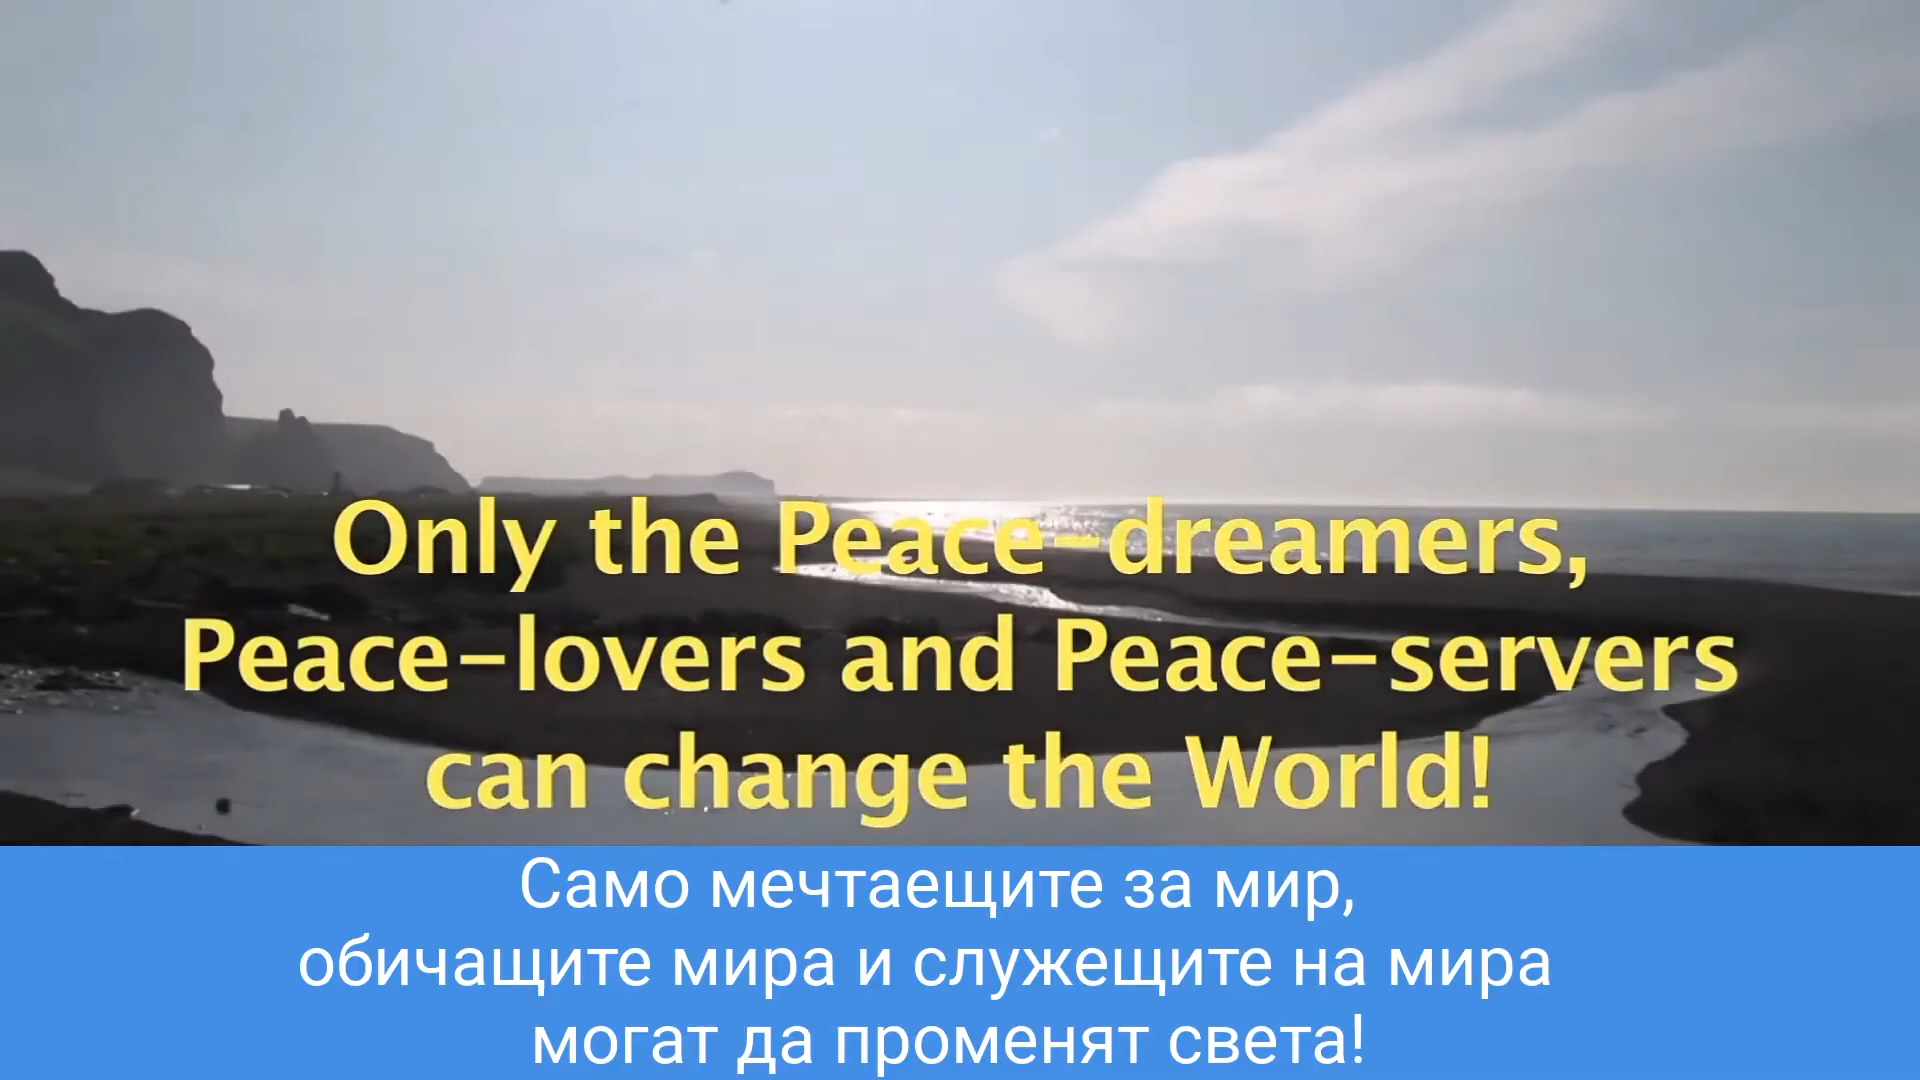 Only the Peace-dreamers,
Peace-lovers and Peace-servers
can change the World!
Само мечтаещите за мир,
обичащите мира и служещите на мира
могат да променят света!